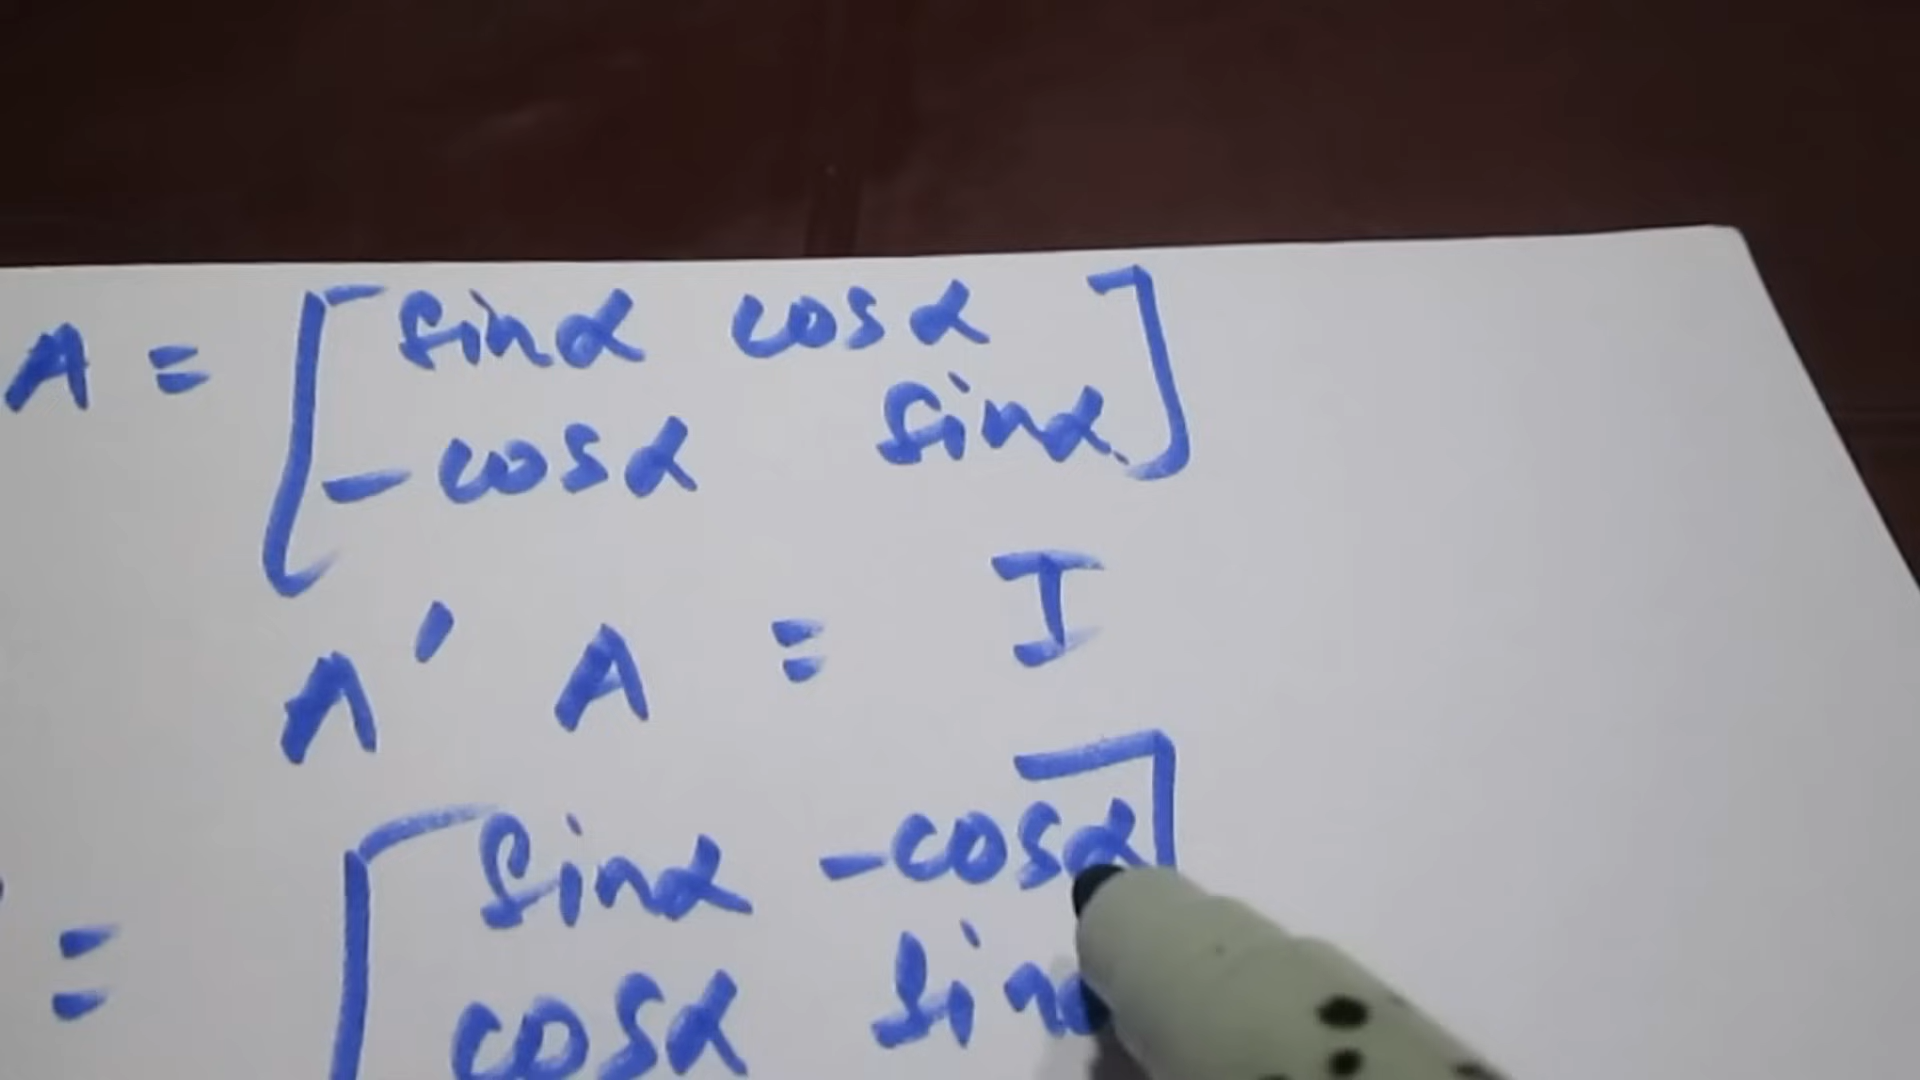 A = [ sinα cosα
-cosα sinα ]
A' A = I
= [ sinα -cosα ]
cosα sin